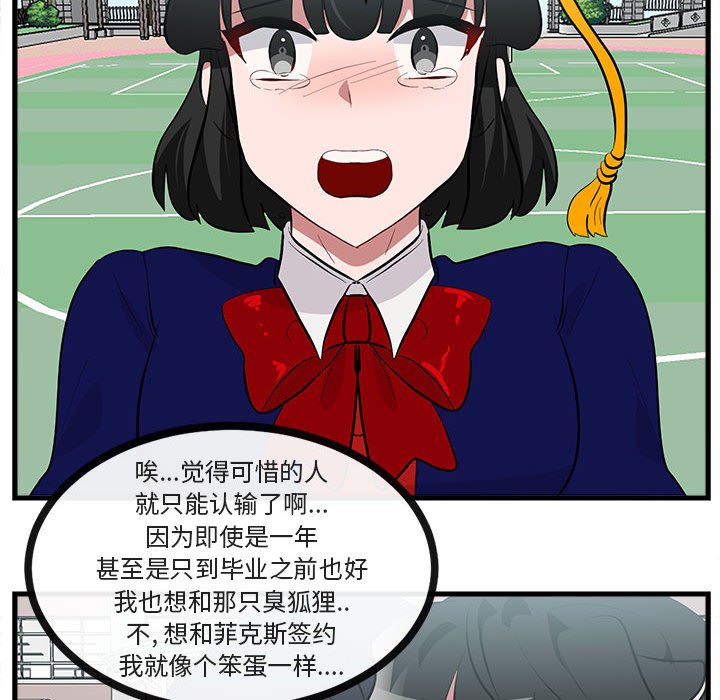 唉...觉得可惜的人
就只能认输了啊...
因为即使是一年
甚至是只到毕业之前也好
我也想和那只臭狐狸..
不, 想和菲克斯签约
我就像个笨蛋一样....